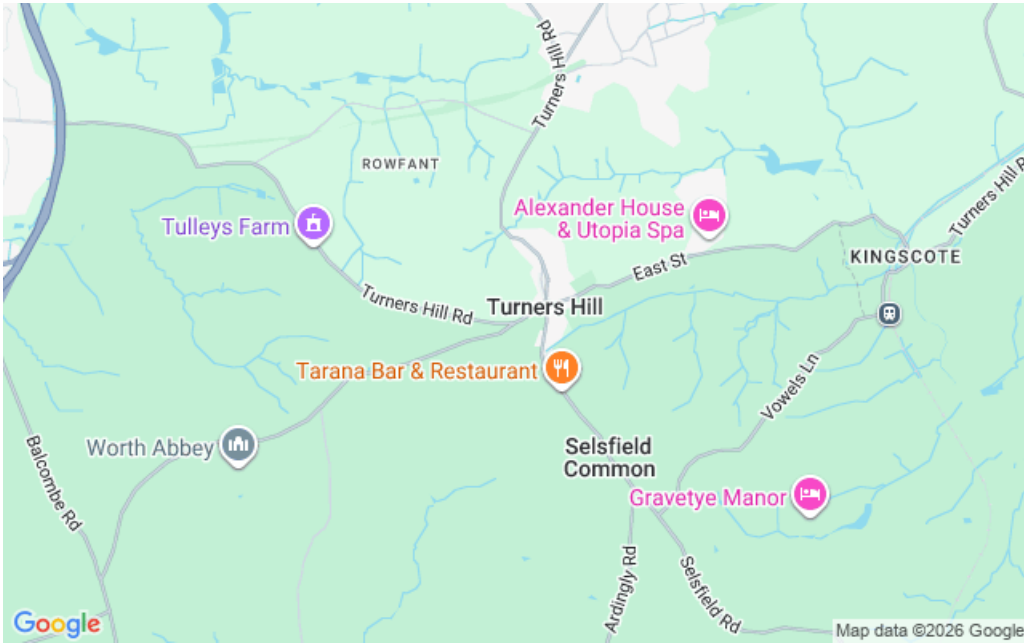 Turners Hill Rd
Turners Hill Rd
ROWFANT
Tulleys Farm
Alexander House
& Utopia Spa
Turners Hill R
East St
KINGSCOTE
Turners Hill Rd
Turners Hill
Tarana Bar & Restaurant
Vowels Ln
Worth Abbey
Selsfield
Common
Balcombe Rd
Gravetye Manor
Ardingly Rd
Selsfield Rd
Google
Map data ©2026 Google